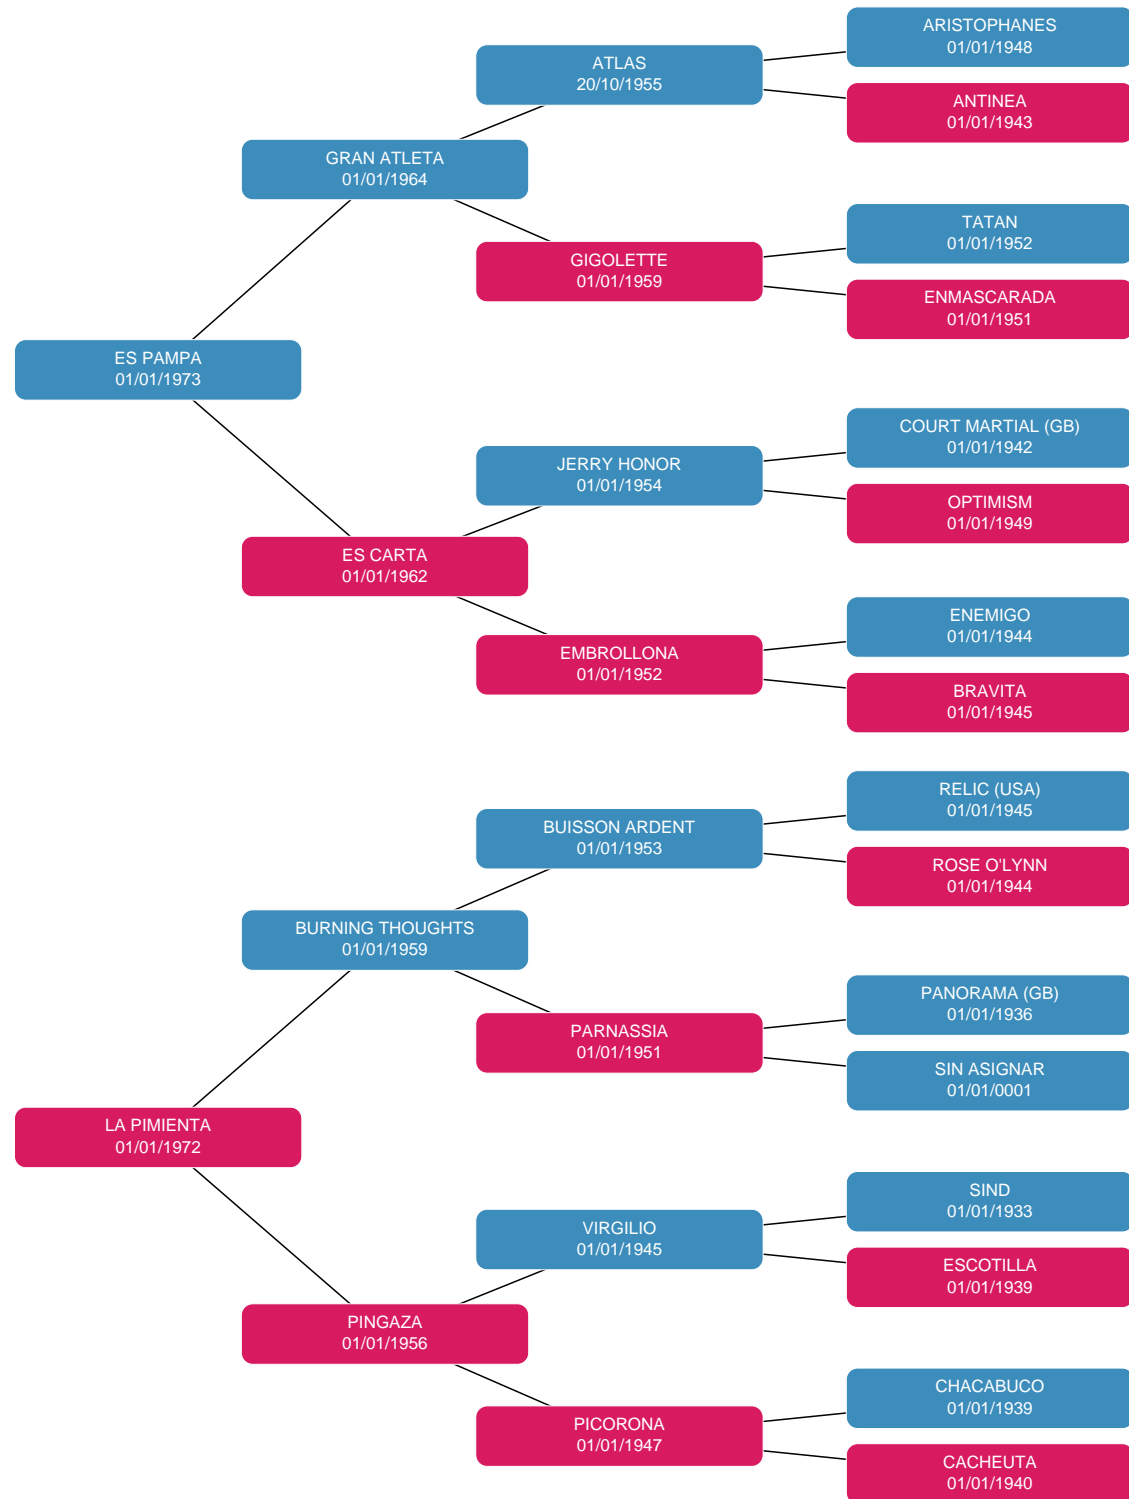 ARISTOPHANES
01/01/1948
ATLAS
20/10/1955
ANTINEA
01/01/1943
GRAN ATLETA
01/01/1964
TATAN
01/01/1952
GIGOLETTE
01/01/1959
ENMASCARADA
01/01/1951
ES PAMPA
01/01/1973
COURT MARTIAL (GB)
01/01/1942
JERRY HONOR
01/01/1954
OPTIMISM
01/01/1949
ES CARTA
01/01/1962
ENEMIGO
01/01/1944
EMBROLLONA
01/01/1952
BRAVITA
01/01/1945
RELIC (USA)
01/01/1945
BUISSON ARDENT
01/01/1953
ROSE O'LYNN
01/01/1944
BURNING THOUGHTS
01/01/1959
PANORAMA (GB)
01/01/1936
PARNASSIA
01/01/1951
SIN ASIGNAR
01/01/0001
LA PIMIENTA
01/01/1972
SIND
01/01/1933
VIRGILIO
01/01/1945
ESCOTILLA
01/01/1939
PINGAZA
01/01/1956
CHACABUCO
01/01/1939
PICORONA
01/01/1947
CACHEUTA
01/01/1940